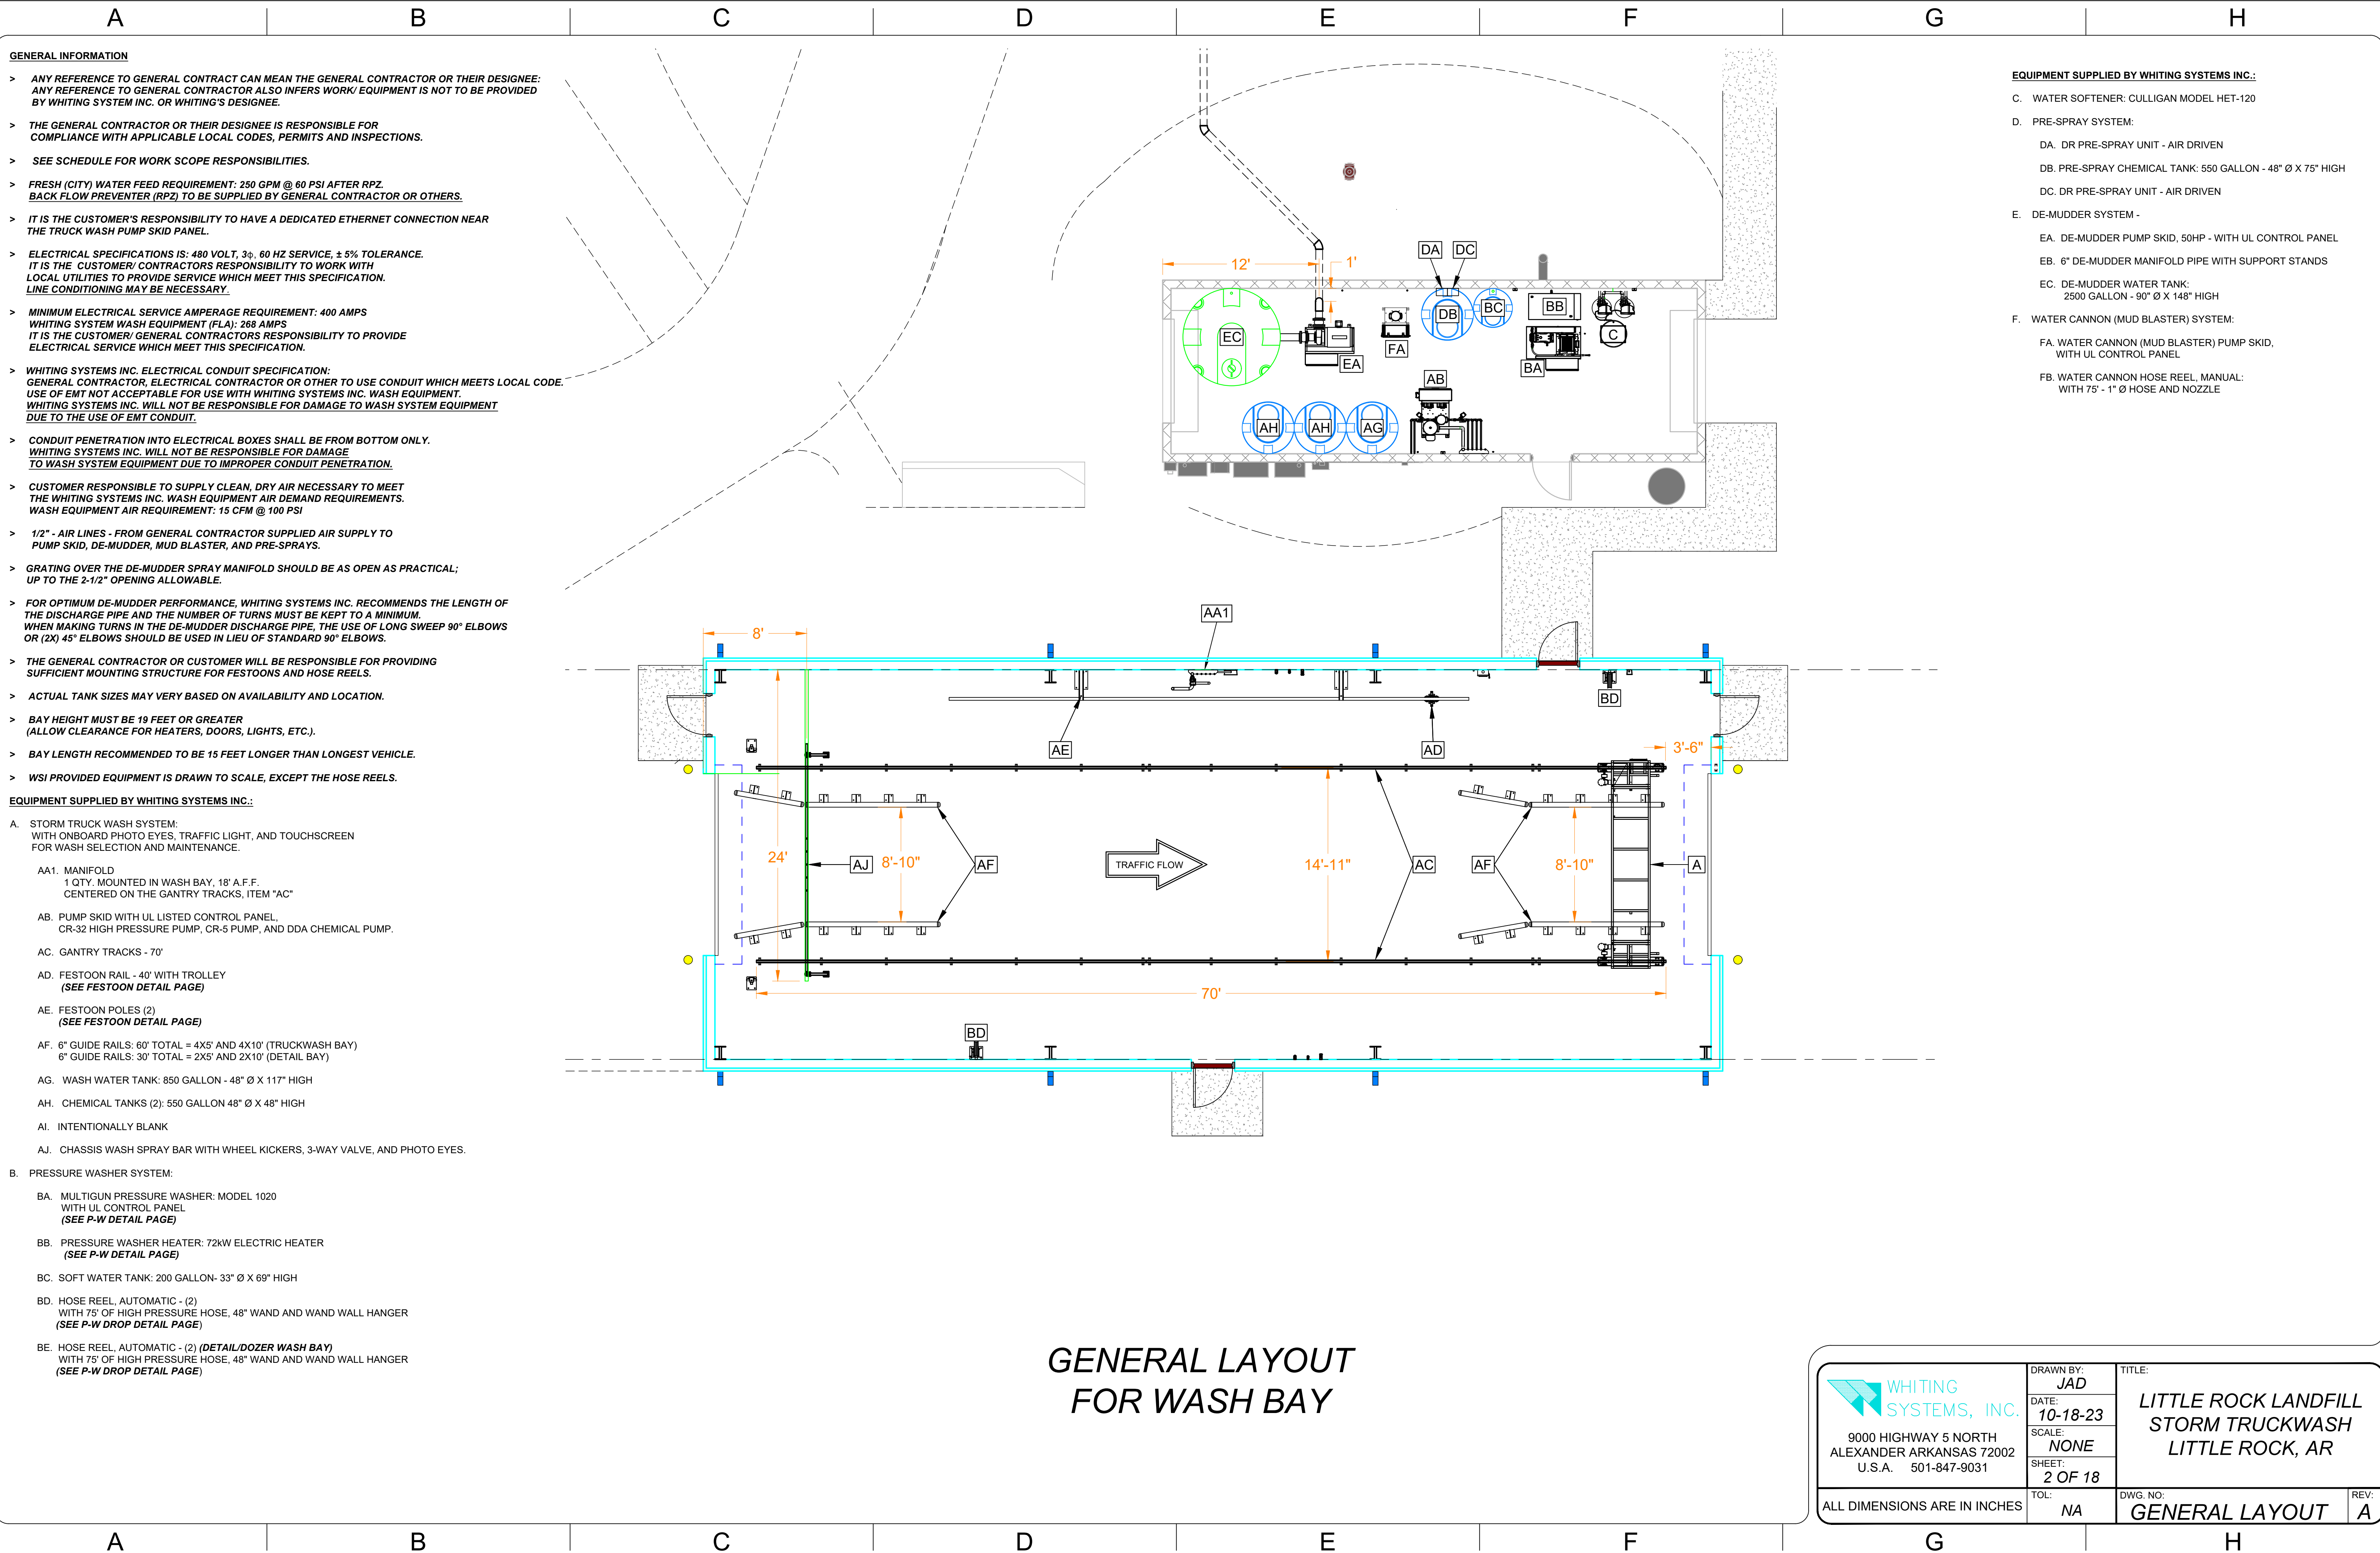 A B C D E F G H
GENERAL INFORMATION
> ANY REFERENCE TO GENERAL CONTRACT CAN MEAN THE GENERAL CONTRACTOR OR THEIR DESIGNEE:
ANY REFERENCE TO GENERAL CONTRACTOR ALSO INFERS WORK/ EQUIPMENT IS NOT TO BE PROVIDED
BY WHITING SYSTEM INC. OR WHITING'S DESIGNEE.
> THE GENERAL CONTRACTOR OR THEIR DESIGNEE IS RESPONSIBLE FOR
COMPLIANCE WITH APPLICABLE LOCAL CODES, PERMITS AND INSPECTIONS.
> SEE SCHEDULE FOR WORK SCOPE RESPONSIBILITIES.
> FRESH (CITY) WATER FEED REQUIREMENT: 250 GPM @ 60 PSI AFTER RPZ.
BACK FLOW PREVENTER (RPZ) TO BE SUPPLIED BY GENERAL CONTRACTOR OR OTHERS.
> IT IS THE CUSTOMER'S RESPONSIBILITY TO HAVE A DEDICATED ETHERNET CONNECTION NEAR
THE TRUCK WASH PUMP SKID PANEL.
> ELECTRICAL SPECIFICATIONS IS: 480 VOLT, 3ϕ, 60 HZ SERVICE, ± 5% TOLERANCE.
IT IS THE CUSTOMER/ CONTRACTORS RESPONSIBILITY TO WORK WITH
LOCAL UTILITIES TO PROVIDE SERVICE WHICH MEET THIS SPECIFICATION.
LINE CONDITIONING MAY BE NECESSARY.
> MINIMUM ELECTRICAL SERVICE AMPERAGE REQUIREMENT: 400 AMPS
WHITING SYSTEM WASH EQUIPMENT (FLA): 268 AMPS
IT IS THE CUSTOMER/ GENERAL CONTRACTORS RESPONSIBILITY TO PROVIDE
ELECTRICAL SERVICE WHICH MEET THIS SPECIFICATION.
> WHITING SYSTEMS INC. ELECTRICAL CONDUIT SPECIFICATION:
GENERAL CONTRACTOR, ELECTRICAL CONTRACTOR OR OTHER TO USE CONDUIT WHICH MEETS LOCAL CODE.
USE OF EMT NOT ACCEPTABLE FOR USE WITH WHITING SYSTEMS INC. WASH EQUIPMENT.
WHITING SYSTEMS INC. WILL NOT BE RESPONSIBLE FOR DAMAGE TO WASH SYSTEM EQUIPMENT
DUE TO THE USE OF EMT CONDUIT.
> CONDUIT PENETRATION INTO ELECTRICAL BOXES SHALL BE FROM BOTTOM ONLY.
WHITING SYSTEMS INC. WILL NOT BE RESPONSIBLE FOR DAMAGE
TO WASH SYSTEM EQUIPMENT DUE TO IMPROPER CONDUIT PENETRATION.
> CUSTOMER RESPONSIBLE TO SUPPLY CLEAN, DRY AIR NECESSARY TO MEET
THE WHITING SYSTEMS INC. WASH EQUIPMENT AIR DEMAND REQUIREMENTS.
WASH EQUIPMENT AIR REQUIREMENT: 15 CFM @ 100 PSI
> 1/2" - AIR LINES - FROM GENERAL CONTRACTOR SUPPLIED AIR SUPPLY TO
PUMP SKID, DE-MUDDER, MUD BLASTER, AND PRE-SPRAYS.
> GRATING OVER THE DE-MUDDER SPRAY MANIFOLD SHOULD BE AS OPEN AS PRACTICAL;
UP TO THE 2-1/2" OPENING ALLOWABLE.
> FOR OPTIMUM DE-MUDDER PERFORMANCE, WHITING SYSTEMS INC. RECOMMENDS THE LENGTH OF
THE DISCHARGE PIPE AND THE NUMBER OF TURNS MUST BE KEPT TO A MINIMUM.
WHEN MAKING TURNS IN THE DE-MUDDER DISCHARGE PIPE, THE USE OF LONG SWEEP 90° ELBOWS
OR (2X) 45° ELBOWS SHOULD BE USED IN LIEU OF STANDARD 90° ELBOWS.
> THE GENERAL CONTRACTOR OR CUSTOMER WILL BE RESPONSIBLE FOR PROVIDING
SUFFICIENT MOUNTING STRUCTURE FOR FESTOONS AND HOSE REELS.
> ACTUAL TANK SIZES MAY VERY BASED ON AVAILABILITY AND LOCATION.
> BAY HEIGHT MUST BE 19 FEET OR GREATER
(ALLOW CLEARANCE FOR HEATERS, DOORS, LIGHTS, ETC.).
> BAY LENGTH RECOMMENDED TO BE 15 FEET LONGER THAN LONGEST VEHICLE.
> WSI PROVIDED EQUIPMENT IS DRAWN TO SCALE, EXCEPT THE HOSE REELS.
EQUIPMENT SUPPLIED BY WHITING SYSTEMS INC.:
A. STORM TRUCK WASH SYSTEM:
WITH ONBOARD PHOTO EYES, TRAFFIC LIGHT, AND TOUCHSCREEN
FOR WASH SELECTION AND MAINTENANCE.
AA1. MANIFOLD
1 QTY. MOUNTED IN WASH BAY, 18' A.F.F.
CENTERED ON THE GANTRY TRACKS, ITEM "AC"
AB. PUMP SKID WITH UL LISTED CONTROL PANEL,
CR-32 HIGH PRESSURE PUMP, CR-5 PUMP, AND DDA CHEMICAL PUMP.
AC. GANTRY TRACKS - 70'
AD. FESTOON RAIL - 40' WITH TROLLEY
(SEE FESTOON DETAIL PAGE)
AE. FESTOON POLES (2)
(SEE FESTOON DETAIL PAGE)
AF. 6" GUIDE RAILS: 60' TOTAL = 4X5' AND 4X10' (TRUCKWASH BAY)
6" GUIDE RAILS: 30' TOTAL = 2X5' AND 2X10' (DETAIL BAY)
AG. WASH WATER TANK: 850 GALLON - 48" Ø X 117" HIGH
AH. CHEMICAL TANKS (2): 550 GALLON 48" Ø X 48" HIGH
AI. INTENTIONALLY BLANK
AJ. CHASSIS WASH SPRAY BAR WITH WHEEL KICKERS, 3-WAY VALVE, AND PHOTO EYES.
B. PRESSURE WASHER SYSTEM:
BA. MULTIGUN PRESSURE WASHER: MODEL 1020
WITH UL CONTROL PANEL
(SEE P-W DETAIL PAGE)
BB. PRESSURE WASHER HEATER: 72kW ELECTRIC HEATER
(SEE P-W DETAIL PAGE)
BC. SOFT WATER TANK: 200 GALLON- 33" Ø X 69" HIGH
BD. HOSE REEL, AUTOMATIC - (2)
WITH 75' OF HIGH PRESSURE HOSE, 48" WAND AND WAND WALL HANGER
(SEE P-W DROP DETAIL PAGE)
BE. HOSE REEL, AUTOMATIC - (2) (DETAIL/DOZER WASH BAY)
WITH 75' OF HIGH PRESSURE HOSE, 48" WAND AND WAND WALL HANGER
(SEE P-W DROP DETAIL PAGE)
EQUIPMENT SUPPLIED BY WHITING SYSTEMS INC.:
C. WATER SOFTENER: CULLIGAN MODEL HET-120
D. PRE-SPRAY SYSTEM:
DA. DR PRE-SPRAY UNIT - AIR DRIVEN
DB. PRE-SPRAY CHEMICAL TANK: 550 GALLON - 48" Ø X 75" HIGH
DC. DR PRE-SPRAY UNIT - AIR DRIVEN
E. DE-MUDDER SYSTEM -
EA. DE-MUDDER PUMP SKID, 50HP - WITH UL CONTROL PANEL
EB. 6" DE-MUDDER MANIFOLD PIPE WITH SUPPORT STANDS
EC. DE-MUDDER WATER TANK:
2500 GALLON - 90" Ø X 148" HIGH
F. WATER CANNON (MUD BLASTER) SYSTEM:
FA. WATER CANNON (MUD BLASTER) PUMP SKID,
WITH UL CONTROL PANEL
FB. WATER CANNON HOSE REEL, MANUAL:
WITH 75' - 1" Ø HOSE AND NOZZLE
DA DC
12' 1'
DB BC BB
EC EA FA BA C
AB
AH AH AG
AA1
8'
BD
AE AD
3'-6"
24' AJ 8'-10" AF TRAFFIC FLOW 14'-11" AC AF 8'-10" A
70'
BD
GENERAL LAYOUT
FOR WASH BAY
WHITING
SYSTEMS, INC.
9000 HIGHWAY 5 NORTH
ALEXANDER ARKANSAS 72002
U.S.A. 501-847-9031
ALL DIMENSIONS ARE IN INCHES
DRAWN BY:
JAD
DATE:
10-18-23
SCALE:
NONE
SHEET:
2 OF 18
TOL:
NA
TITLE:
LITTLE ROCK LANDFILL
STORM TRUCKWASH
LITTLE ROCK, AR
DWG. NO:
GENERAL LAYOUT
REV:
A
A B C D E F G H